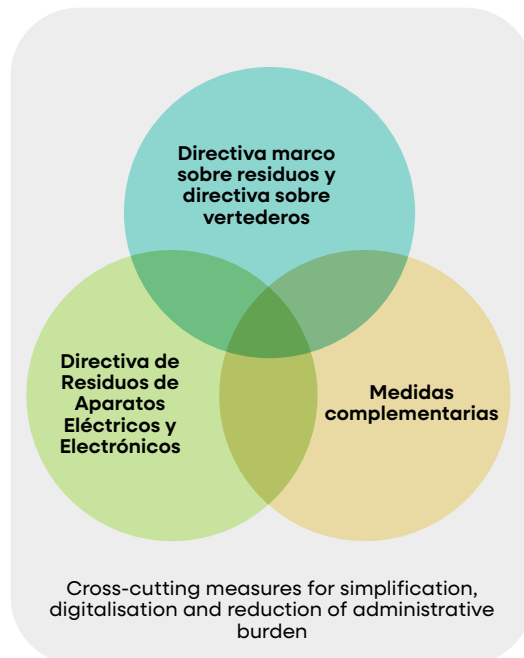 Directiva marco
sobre residuos y
directiva sobre
vertederos
Directiva de
Residuos de
Aparatos
Eléctricos y
Electrónicos
Medidas
complementarias
Cross-cutting measures for simplification,
digitalisation and reduction of administrative
burden